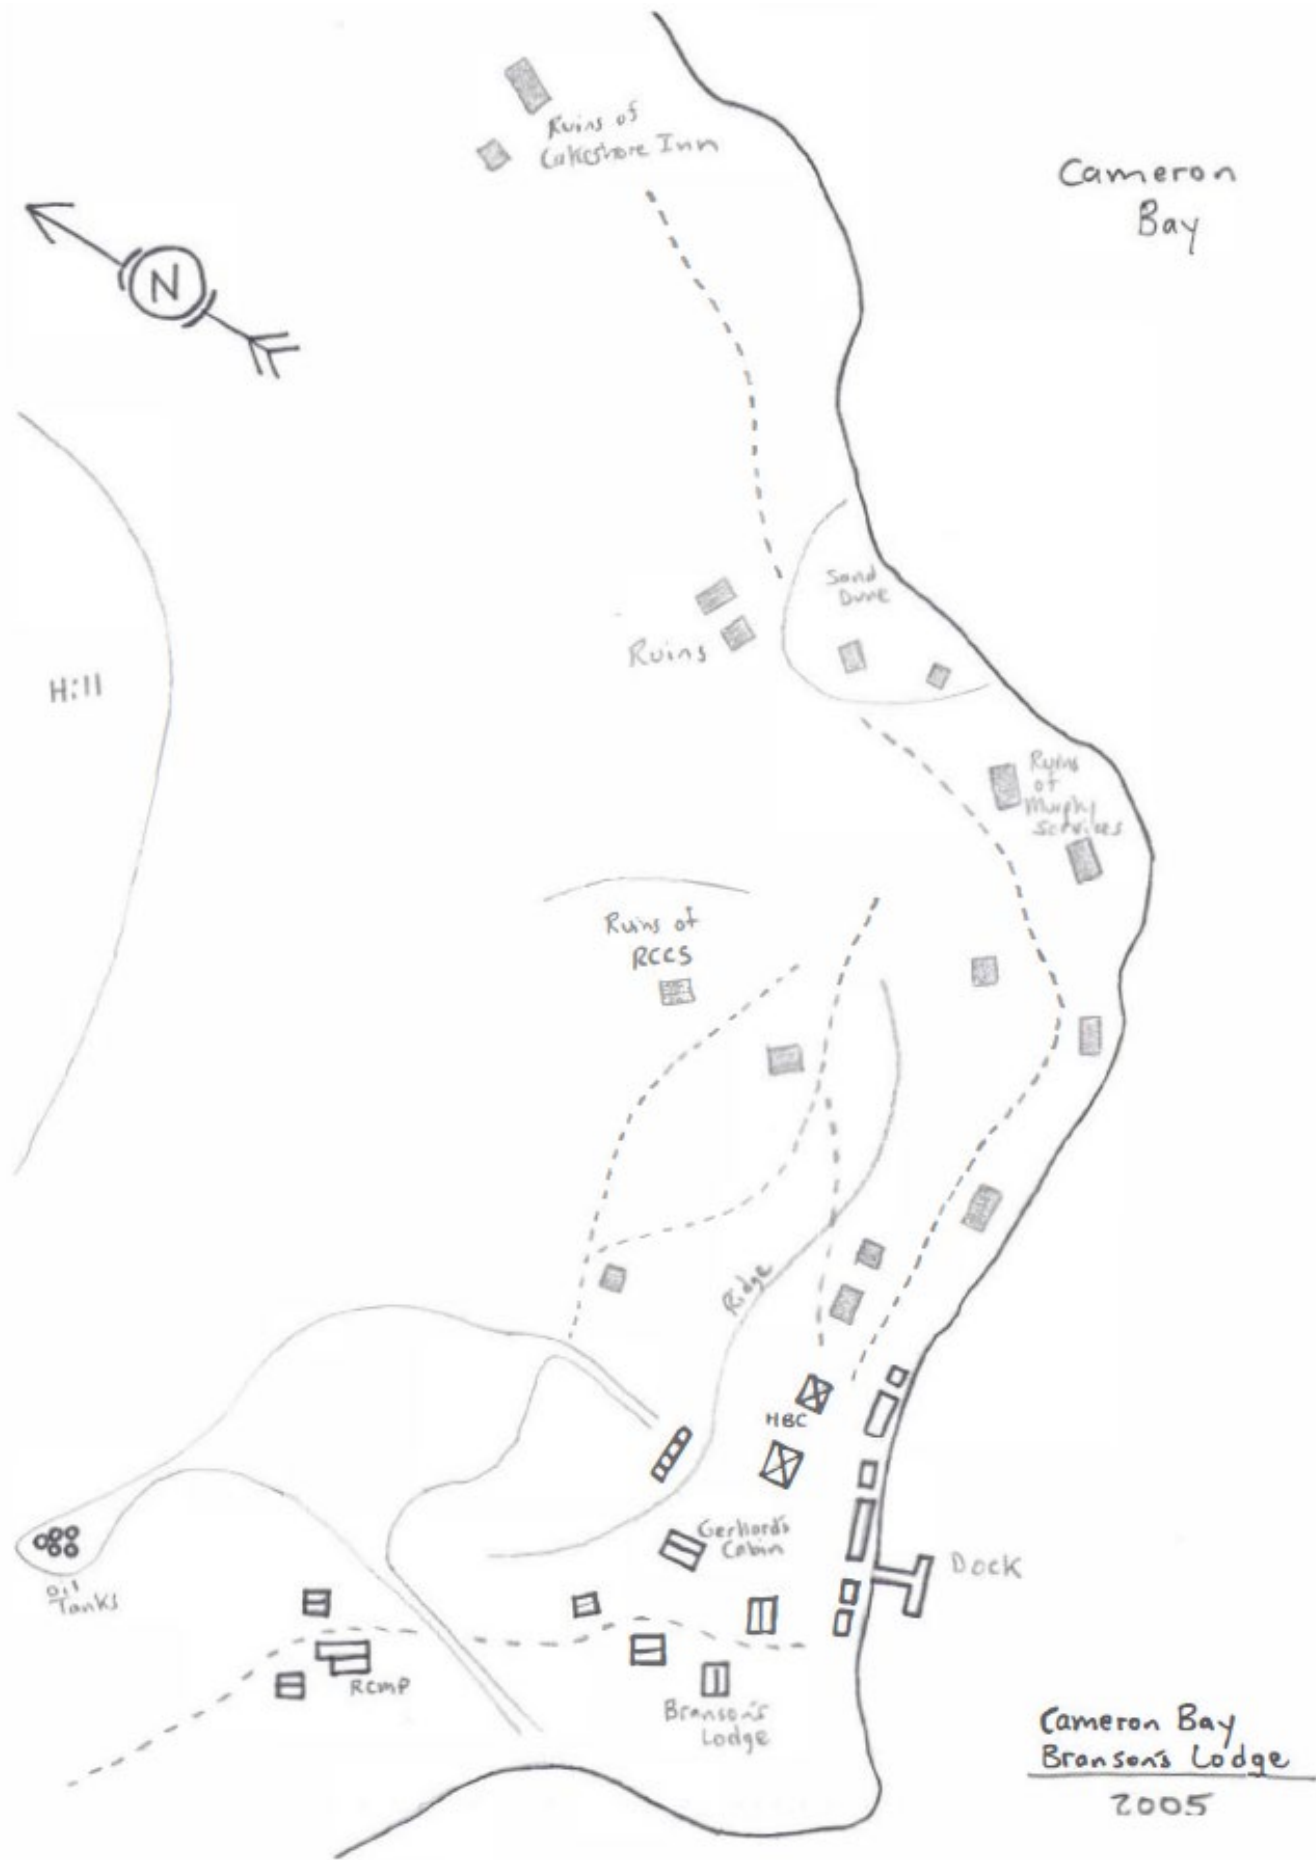 Ruins of
Lakeshore Inn
Cameron
Bay
N
Sand
Dune
Ruins
Hill
Ruins
of
Murphy
Services
Ruins of
RCCS
Ridge
HBC
Gerhard's
Cabin
Dock
Oil
Tanks
RCMP
Branson's
Lodge
Cameron Bay
Branson's Lodge
2005